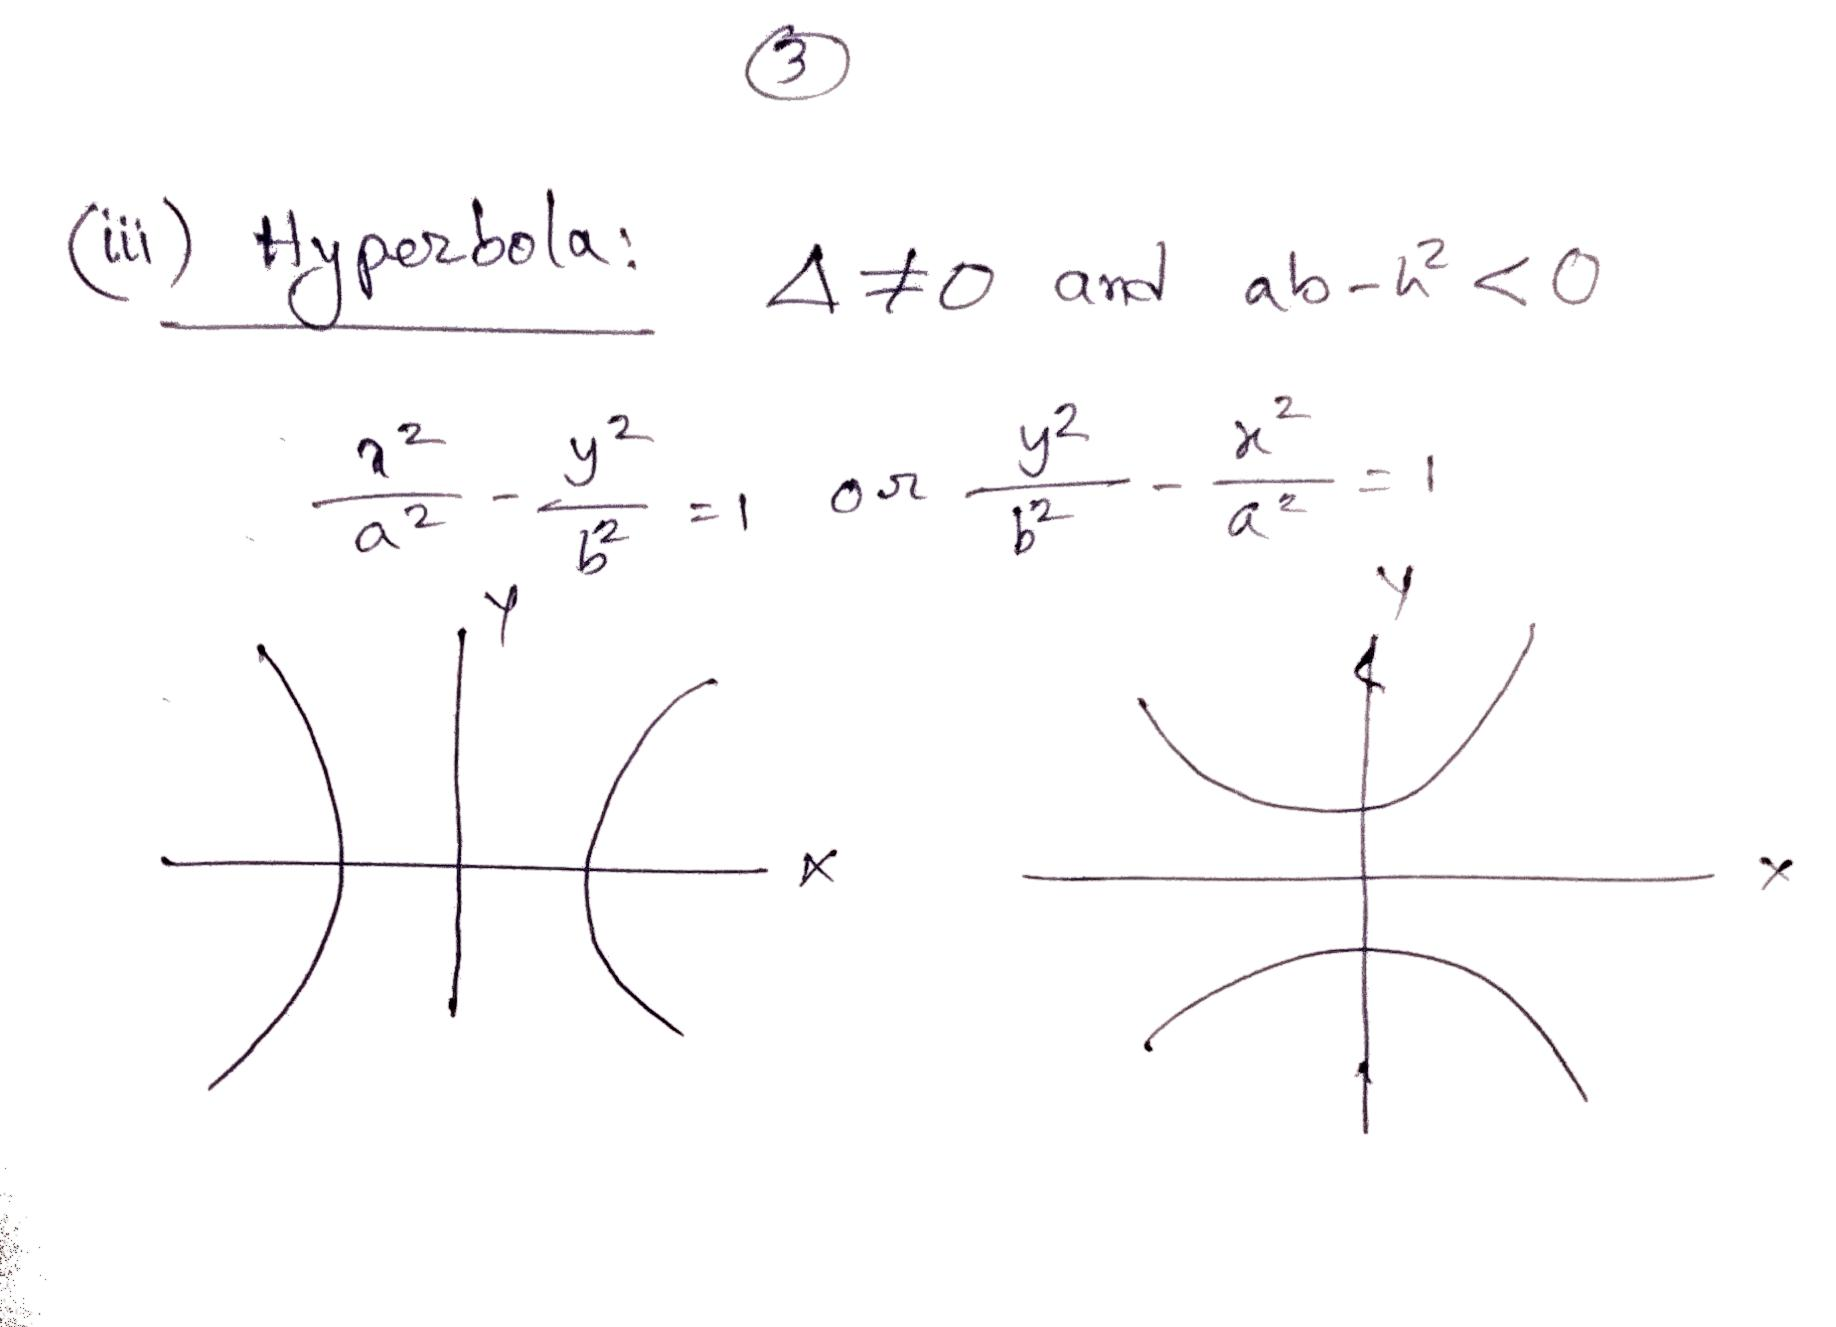 3
(iii) Hyperbola: Δ ≠ 0 and ab - h² < 0
x²/a² - y²/b² = 1 or y²/b² - x²/a² = 1
Y Y
X X